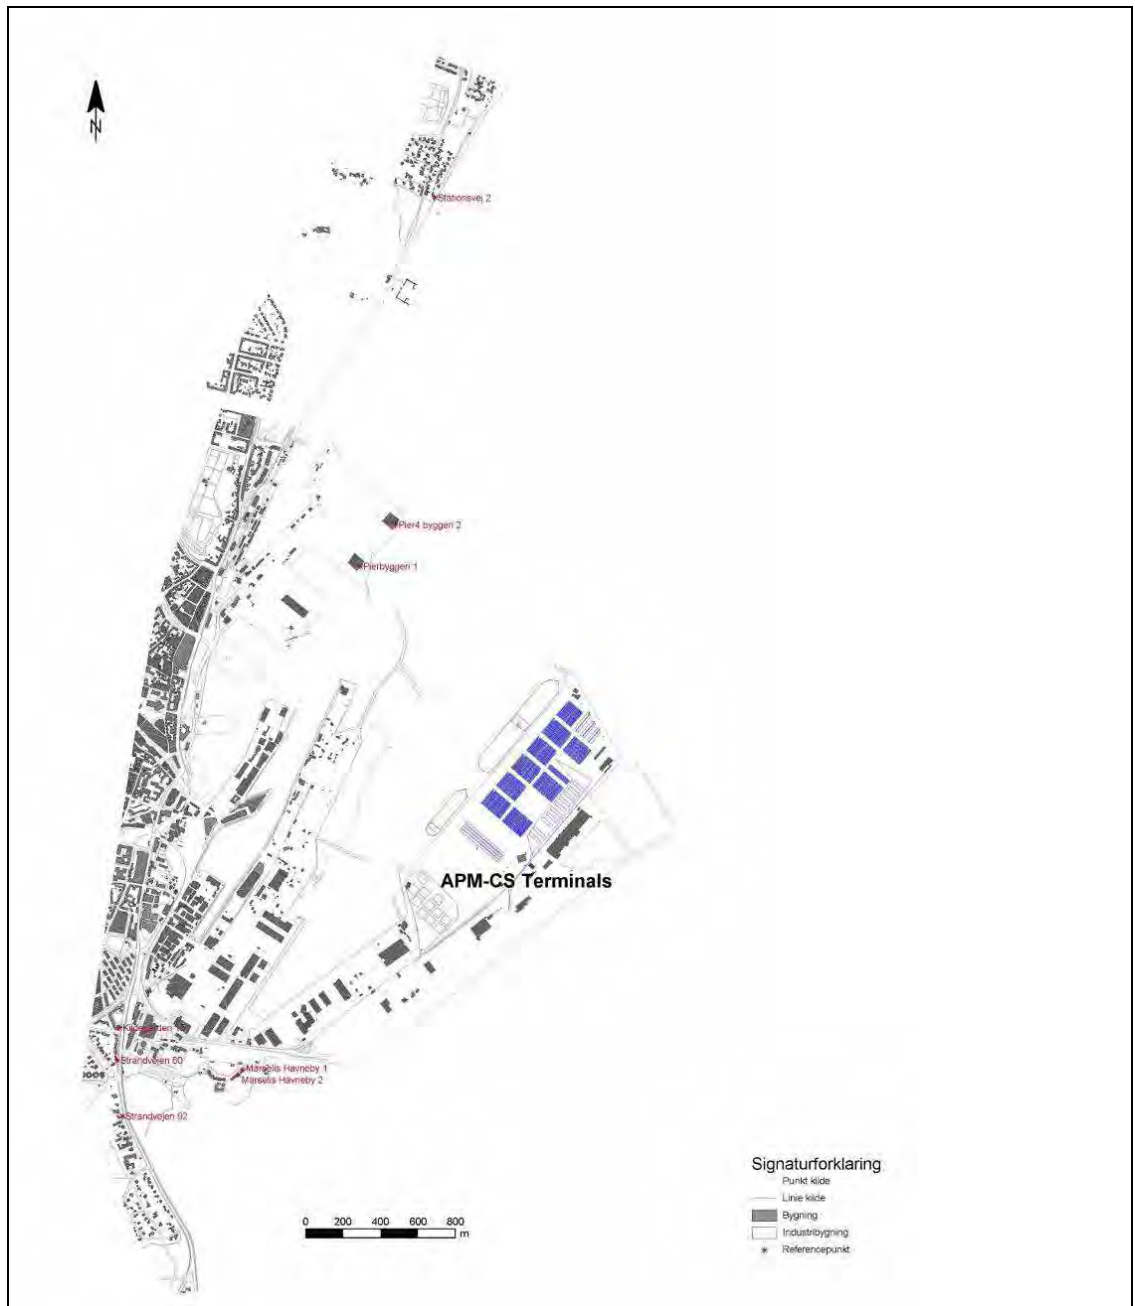 N
Stationsvej 2
Pier4 byggeri 2
Pierbyggeri 1
APM-CS Terminals
Strandvejen 60
Marselis Havneby 1
Marselis Havneby 2
Strandvejen 92
Signaturforklaring
Punkt kilde
Linie kilde
Bygning
Industribygning
Referencepunkt
0 200 400 600 800
m